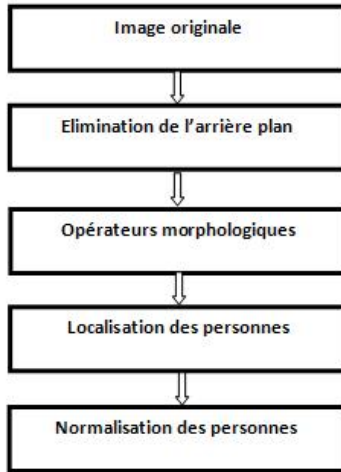 Image originale
Elimination de l'arrière plan
Opérateurs morphologiques
Localisation des personnes
Normalisation des personnes